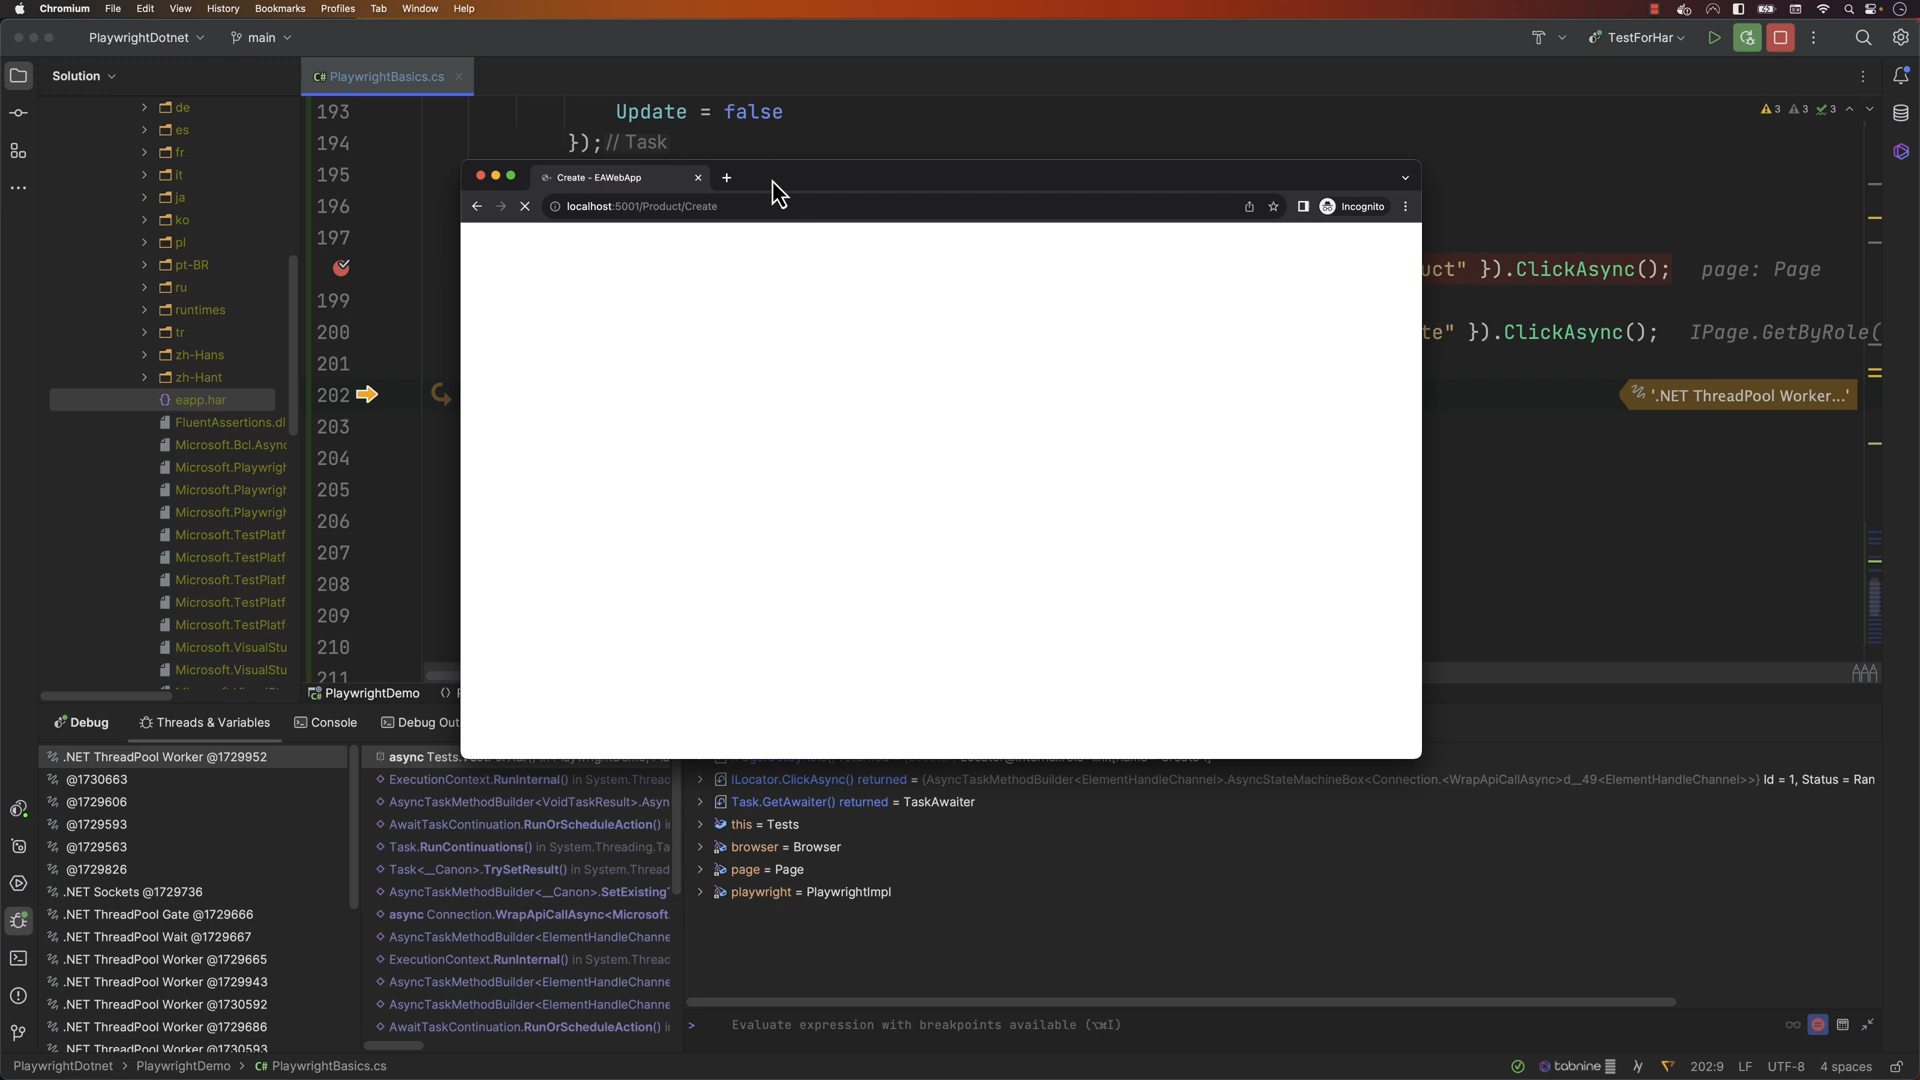 Chromium File Edit View History Bookmarks Profiles Tab Window Help
PlaywrightDotnet main TestForHar
Solution
C# PlaywrightBasics.cs
de
es
fr
it
ja
ko
pl
pt-BR
ru
runtimes
tr
zh-Hans
zh-Hant
eapp.har
FluentAssertions.dl
Microsoft.Bcl.Async
Microsoft.Playwrigh
Microsoft.Playwrigh
Microsoft.Playwrigh
Microsoft.TestPlatf
Microsoft.TestPlatf
Microsoft.TestPlatf
Microsoft.TestPlatf
Microsoft.TestPlatf
Microsoft.VisualStu
Microsoft.VisualStu
193 Update = false
194 });// Task
195
196
197
uct" }).ClickAsync(); page: Page
199
200 te" }).ClickAsync(); IPage.GetByRole(
201
202 '.NET ThreadPool Worker...'
203
204
205
206
207
208
209
210
211
3 3 3
Create - EAWebApp
localhost:5001/Product/Create
Incognito
PlaywrightDemo
Debug Threads & Variables Console Debug Out
.NET ThreadPool Worker @1729952
@1730663
@1729606
@1729593
@1729563
@1729826
.NET Sockets @1729736
.NET ThreadPool Gate @1729666
.NET ThreadPool Wait @1729667
.NET ThreadPool Worker @1729665
.NET ThreadPool Worker @1729943
.NET ThreadPool Worker @1730592
.NET ThreadPool Worker @1729686
.NET ThreadPool Worker @1730593
async Tests.
ExecutionContext.RunInternal() in System.Thread
AsyncTaskMethodBuilder<VoidTaskResult>.Asyn
AwaitTaskContinuation.RunOrScheduleAction() i
Task.RunContinuations() in System.Threading.Ta
Task<__Canon>.TrySetResult() in System.Thread
AsyncTaskMethodBuilder<__Canon>.SetExisting
async Connection.WrapApiCallAsync<Microsoft.
AsyncTaskMethodBuilder<ElementHandleChanne
ExecutionContext.RunInternal() in System.Thread
AsyncTaskMethodBuilder<ElementHandleChanne
AsyncTaskMethodBuilder<ElementHandleChanne
AwaitTaskContinuation.RunOrScheduleAction() i
ILocator.ClickAsync() returned = {AsyncTaskMethodBuilder<ElementHandleChannel>.AsyncStateMachineBox<Connection.<WrapApiCallAsync>d__49<ElementHandleChannel>>} Id = 1, Status = Ran
Task.GetAwaiter() returned = TaskAwaiter
this = Tests
browser = Browser
page = Page
playwright = PlaywrightImpl
> Evaluate expression with breakpoints available (⌥⌘I)
PlaywrightDotnet > PlaywrightDemo > C# PlaywrightBasics.cs
tabnine 202:9 LF UTF-8 4 spaces